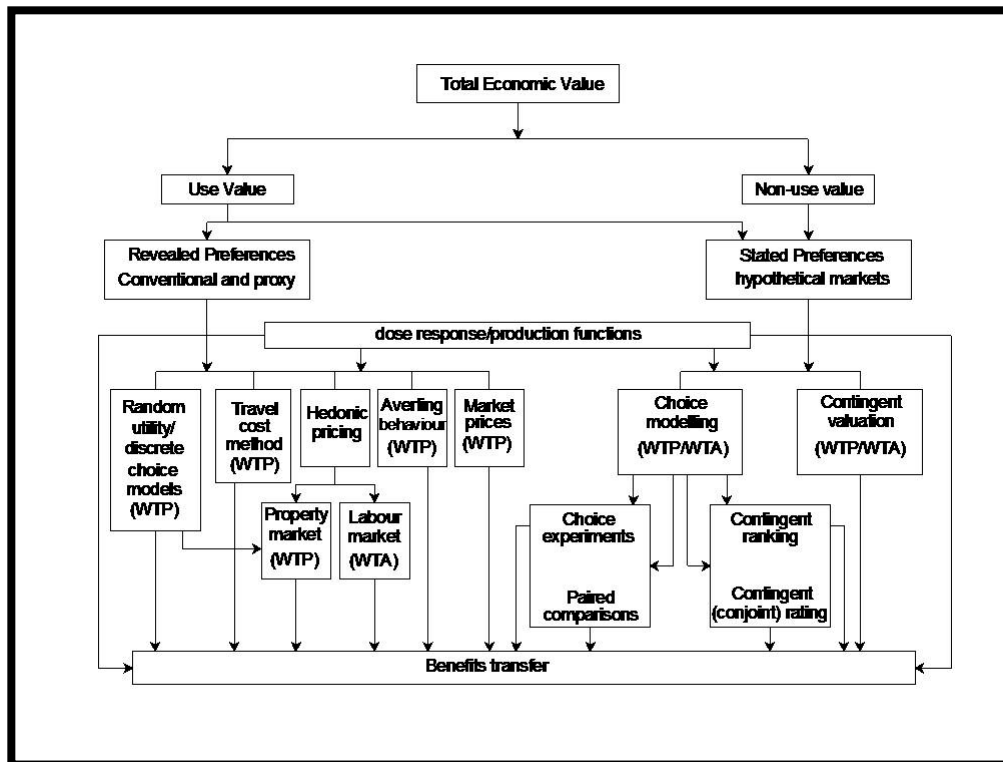 Total Economic Value
Use Value
Non-use value
Revealed Preferences
Conventional and proxy
Stated Preferences
hypothetical markets
dose response/production functions
Random
utility/
discrete
choice
models
(WTP)
Travel
cost
method
(WTP)
Hedonic
pricing
Averting
behaviour
(WTP)
Market
prices
(WTP)
Choice
modelling
(WTP/WTA)
Contingent
valuation
(WTP/WTA)
Property
market
(WTP)
Labour
market
(WTA)
Choice
experiments
Paired
comparisons
Contingent
ranking
Contingent
(conjoint) rating
Benefits transfer